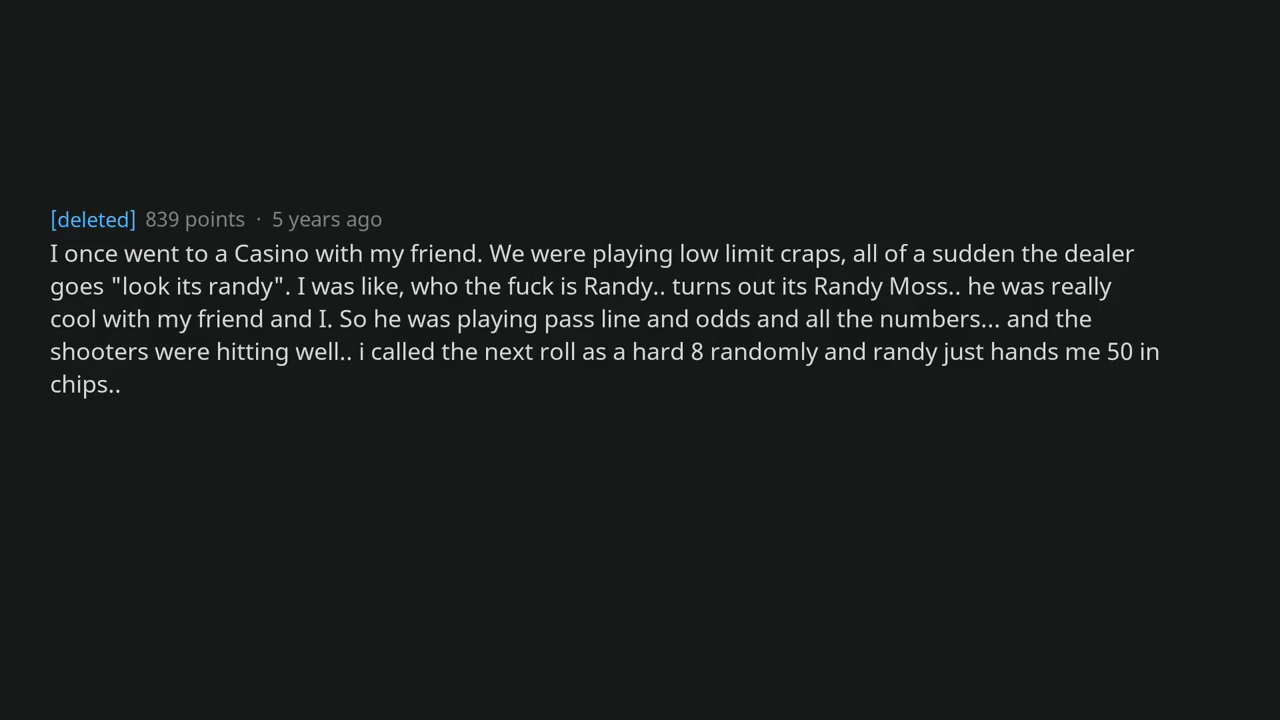 [deleted] 839 points · 5 years ago
I once went to a Casino with my friend. We were playing low limit craps, all of a sudden the dealer
goes "look its randy". I was like, who the fuck is Randy.. turns out its Randy Moss.. he was really
cool with my friend and I. So he was playing pass line and odds and all the numbers... and the
shooters were hitting well.. i called the next roll as a hard 8 randomly and randy just hands me 50 in
chips..